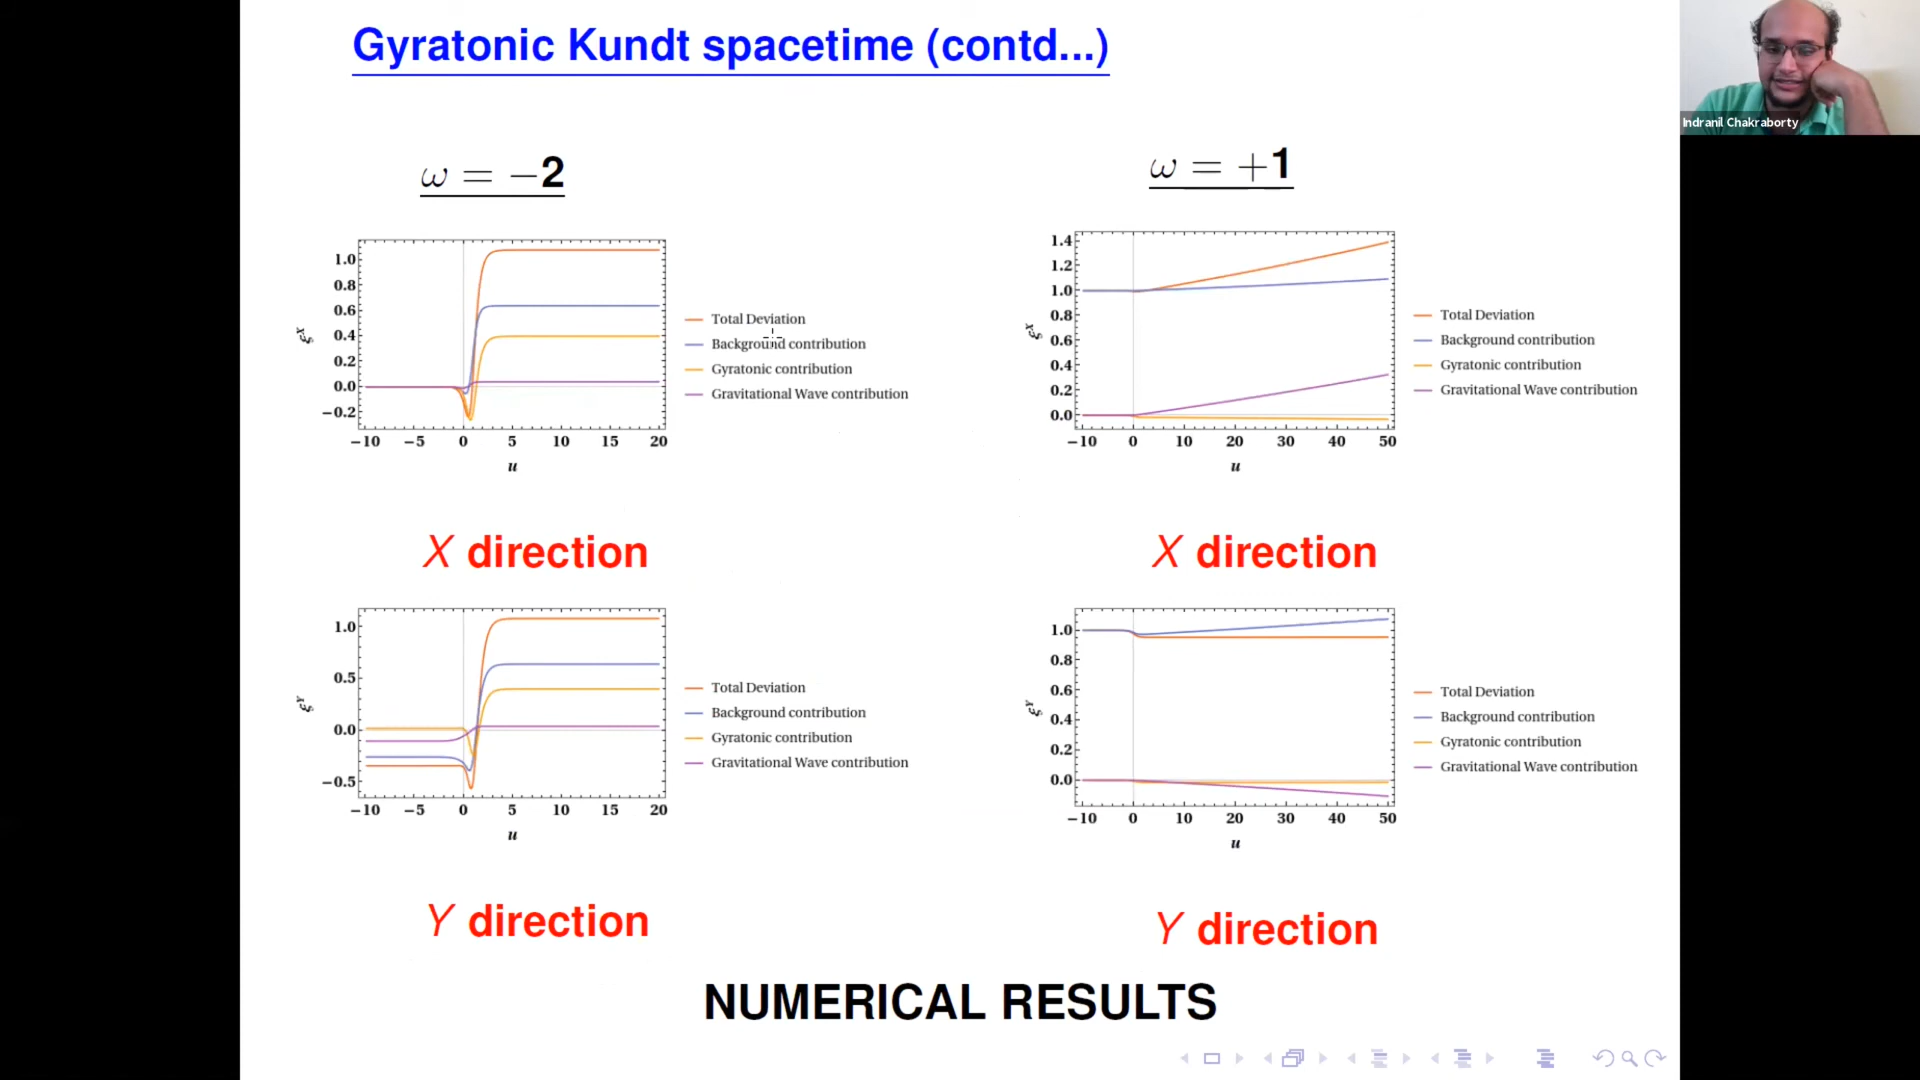 Gyratonic Kundt spacetime (contd...)
Indranil Chakraborty
ω = −2
1.0
0.8
0.6
0.4
0.2
0.0
−0.2
ξX
−10 −5 0 5 10 15 20
u
Total Deviation
Background contribution
Gyratonic contribution
Gravitational Wave contribution
X direction
ω = +1
1.4
1.2
1.0
0.8
0.6
0.4
0.2
0.0
ξX
−10 0 10 20 30 40 50
u
Total Deviation
Background contribution
Gyratonic contribution
Gravitational Wave contribution
X direction
1.0
0.5
0.0
−0.5
ξY
−10 −5 0 5 10 15 20
u
Total Deviation
Background contribution
Gyratonic contribution
Gravitational Wave contribution
Y direction
1.0
0.8
0.6
0.4
0.2
0.0
ξY
−10 0 10 20 30 40 50
u
Total Deviation
Background contribution
Gyratonic contribution
Gravitational Wave contribution
Y direction
NUMERICAL RESULTS